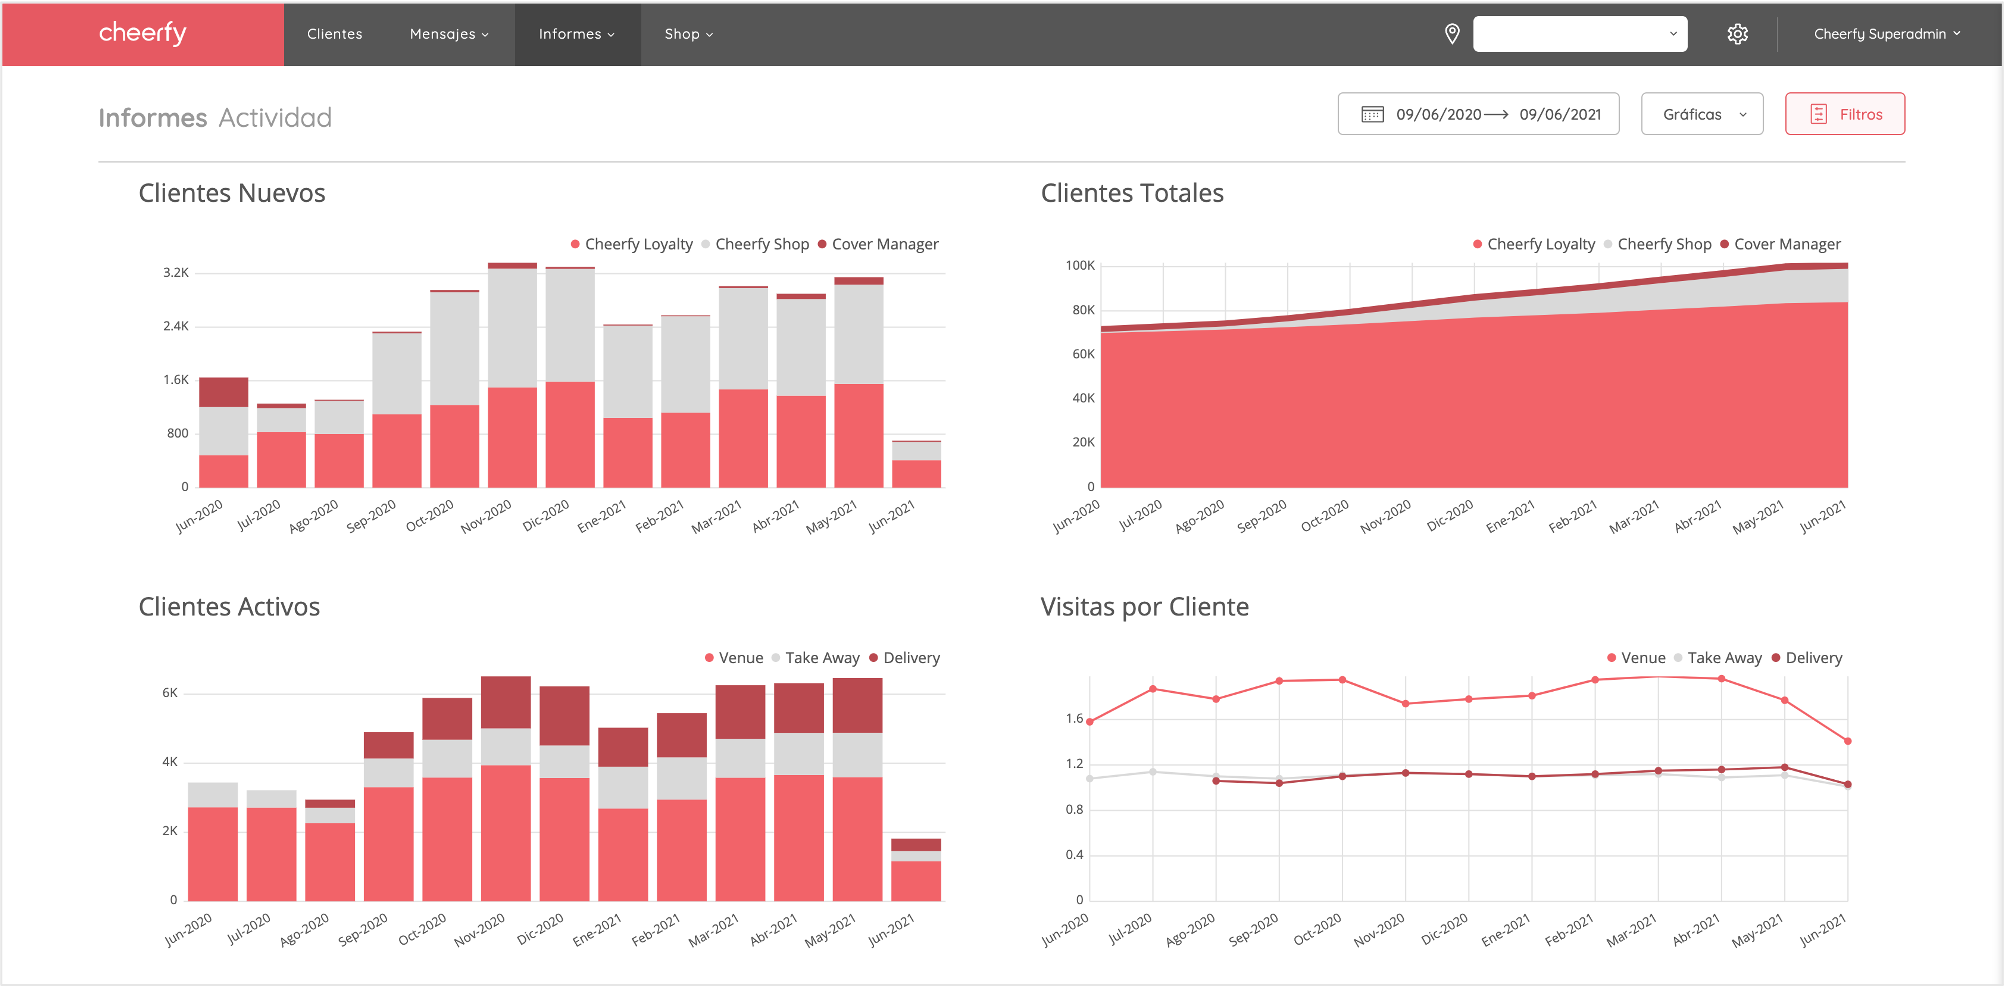 cheerfy Clientes Mensajes Informes Shop Cheerfy Superadmin
Informes Actividad 09/06/2020 → 09/06/2021 Gráficas Filtros
Clientes Nuevos
Cheerfy Loyalty Cheerfy Shop Cover Manager
3.2K
2.4K
1.6K
800
0
Jun-2020 Jul-2020 Ago-2020 Sep-2020 Oct-2020 Nov-2020 Dic-2020 Ene-2021 Feb-2021 Mar-2021 Abr-2021 May-2021 Jun-2021
Clientes Totales
Cheerfy Loyalty Cheerfy Shop Cover Manager
100K
80K
60K
40K
20K
0
Jun-2020 Jul-2020 Ago-2020 Sep-2020 Oct-2020 Nov-2020 Dic-2020 Ene-2021 Feb-2021 Mar-2021 Abr-2021 May-2021 Jun-2021
Clientes Activos
Venue Take Away Delivery
6K
4K
2K
0
Jun-2020 Jul-2020 Ago-2020 Sep-2020 Oct-2020 Nov-2020 Dic-2020 Ene-2021 Feb-2021 Mar-2021 Abr-2021 May-2021 Jun-2021
Visitas por Cliente
Venue Take Away Delivery
1.6
1.2
0.8
0.4
0
Jun-2020 Jul-2020 Ago-2020 Sep-2020 Oct-2020 Nov-2020 Dic-2020 Ene-2021 Feb-2021 Mar-2021 Abr-2021 May-2021 Jun-2021